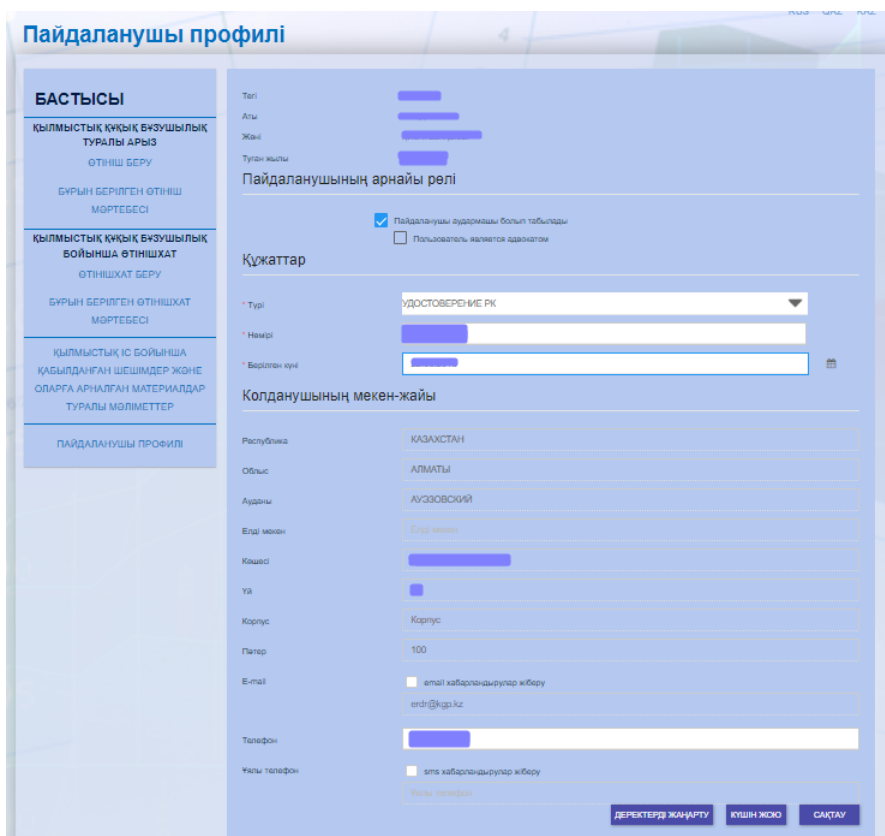 RUS QAZ KAZ
Пайдаланушы профилі
БАСТЫСЫ
ҚЫЛМЫСТЫҚ ҚҰҚЫҚ БҰЗУШЫЛЫҚ
ТУРАЛЫ АРЫЗ
ӨТІНІШ БЕРУ
БҰРЫН БЕРІЛГЕН ӨТІНІШ
МӘРТЕБЕСІ
ҚЫЛМЫСТЫҚ ҚҰҚЫҚ БҰЗУШЫЛЫҚ
БОЙЫНША ӨТІНІШХАТ
ӨТІНІШХАТ БЕРУ
БҰРЫН БЕРІЛГЕН ӨТІНІШХАТ
МӘРТЕБЕСІ
ҚЫЛМЫСТЫҚ ІС БОЙЫНША
ҚАБЫЛДАНҒАН ШЕШІМДЕР ЖӘНЕ
ОЛАРҒА АРНАЛҒАН МАТЕРИАЛДАР
ТУРАЛЫ МӘЛІМЕТТЕР
ПАЙДАЛАНУШЫ ПРОФИЛІ
Тегі
Аты
Жөні
Туған жылы
Пайдаланушының арнайы рөлі
Пайдаланушы аудармашы болып табылады
Пользователь является адвокатом
Құжаттар
* Түрі УДОСТОВЕРЕНИЕ РК
* Нөмірі
* Берілген күні
Колданушының мекен-жайы
Республика КАЗАХСТАН
Облыс АЛМАТЫ
Ауданы АУЭЗОВСКИЙ
Елді мекен Елді мекен
Көшесі
Үй
Корпус Корпус
Пәтер 100
E-mail email хабарландырулар жіберу
erdr@kgp.kz
Телефон
Ұялы телефон sms хабарландырулар жіберу
Ұялы телефон
ДЕРЕКТЕРДІ ЖАҢАРТУ КҮШІН ЖОЮ САҚТАУ